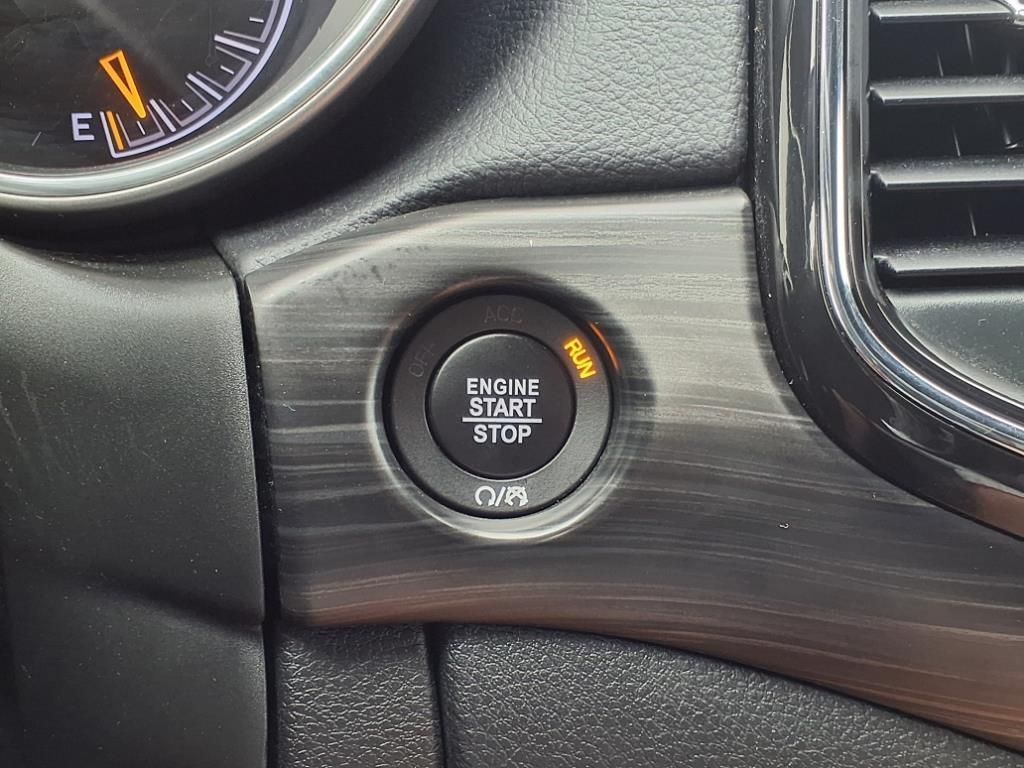 E
ACC
OFF
RUN
ENGINE
START
STOP